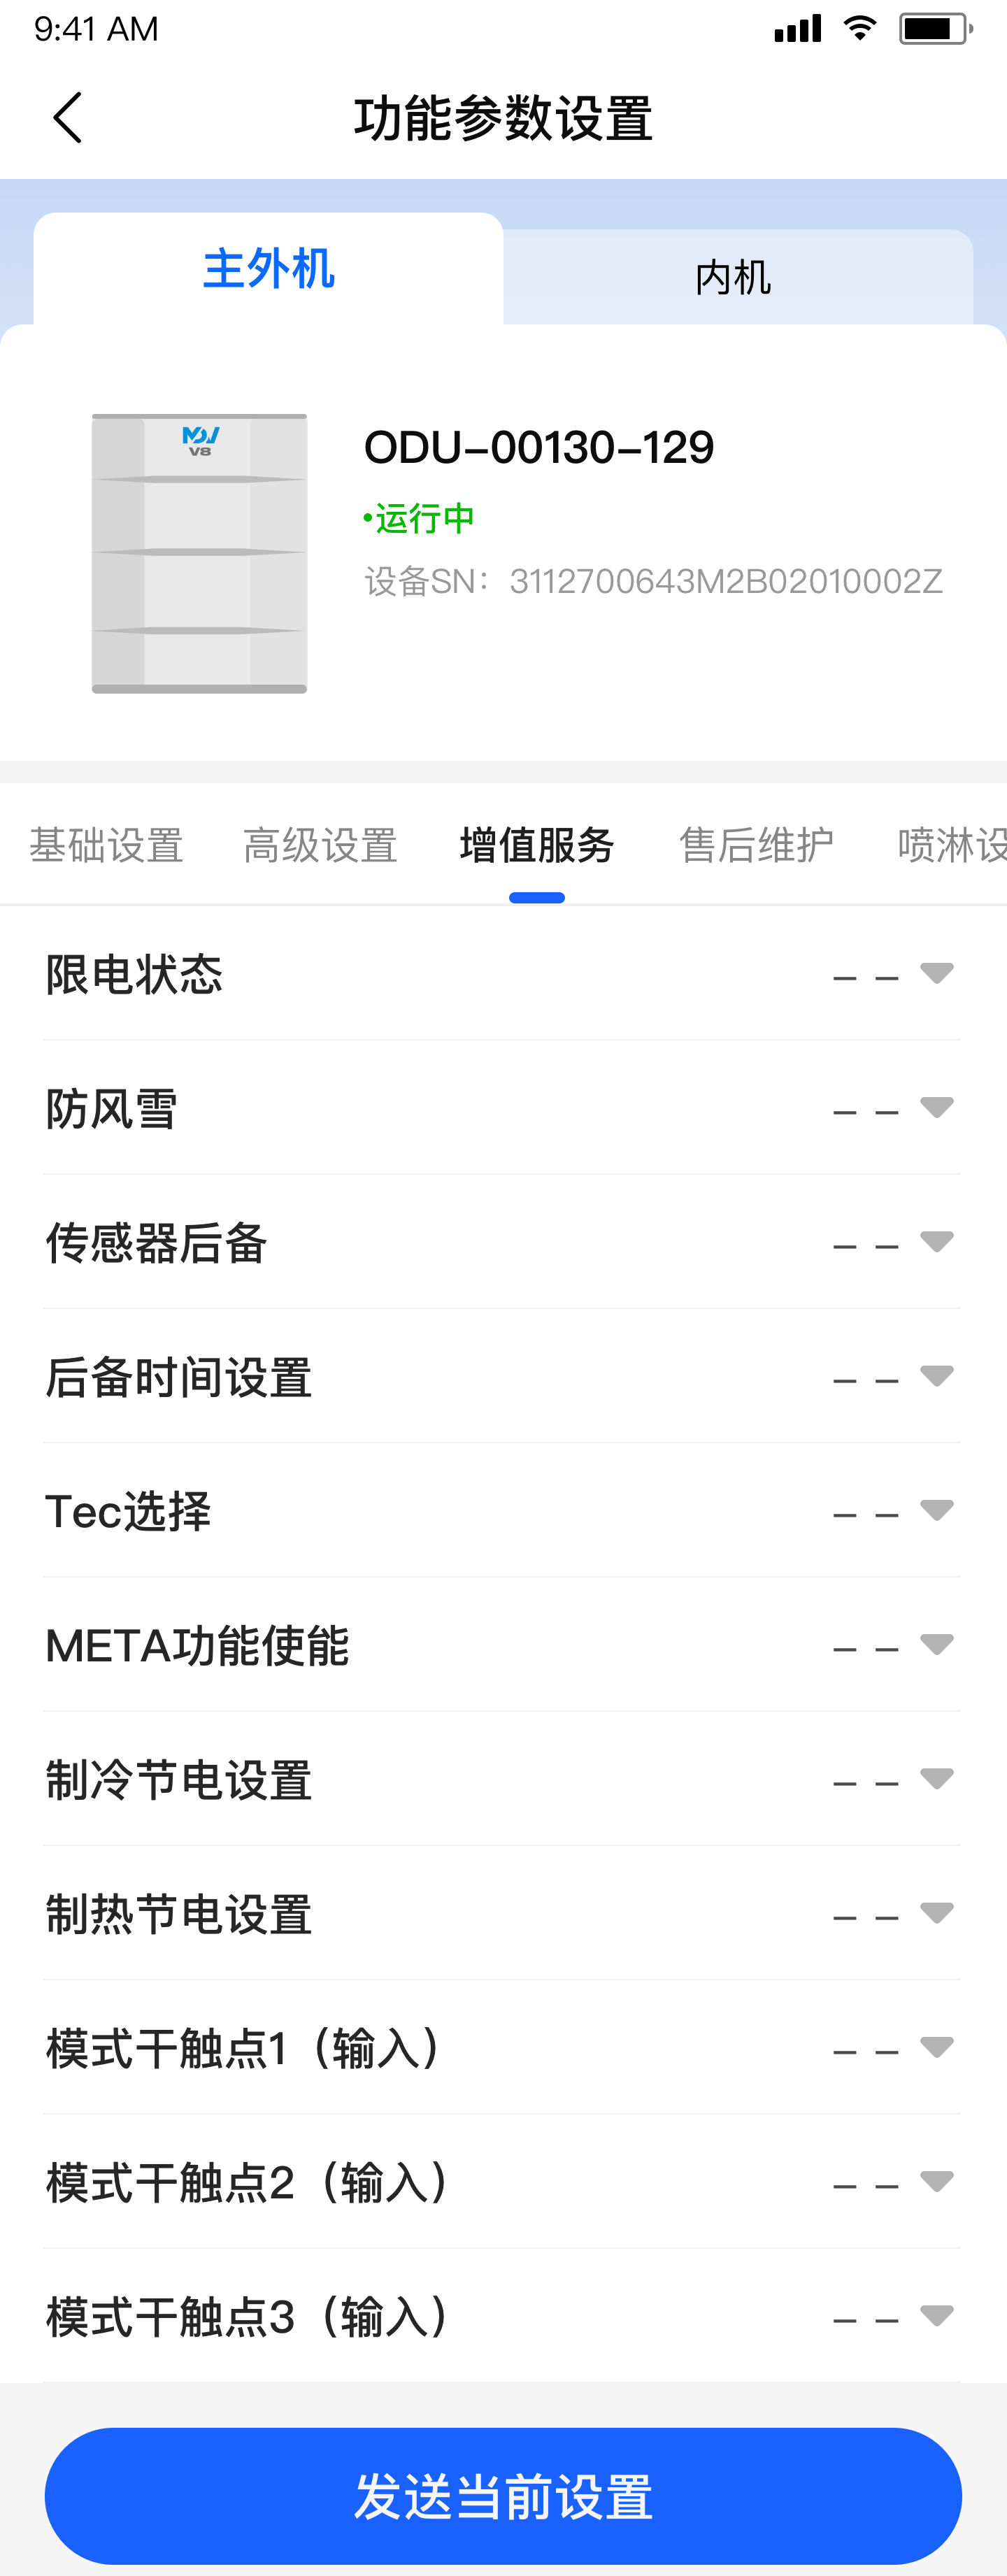 9:41 AM
功能参数设置
主外机
内机
MDV
V8
ODU-00130-129
•运行中
设备SN：3112700643M2B02010002Z
基础设置 高级设置 增值服务 售后维护 喷淋设
限电状态 – –
防风雪 – –
传感器后备 – –
后备时间设置 – –
Tec选择 – –
META功能使能 – –
制冷节电设置 – –
制热节电设置 – –
模式干触点1（输入） – –
模式干触点2（输入） – –
模式干触点3（输入） – –
发送当前设置